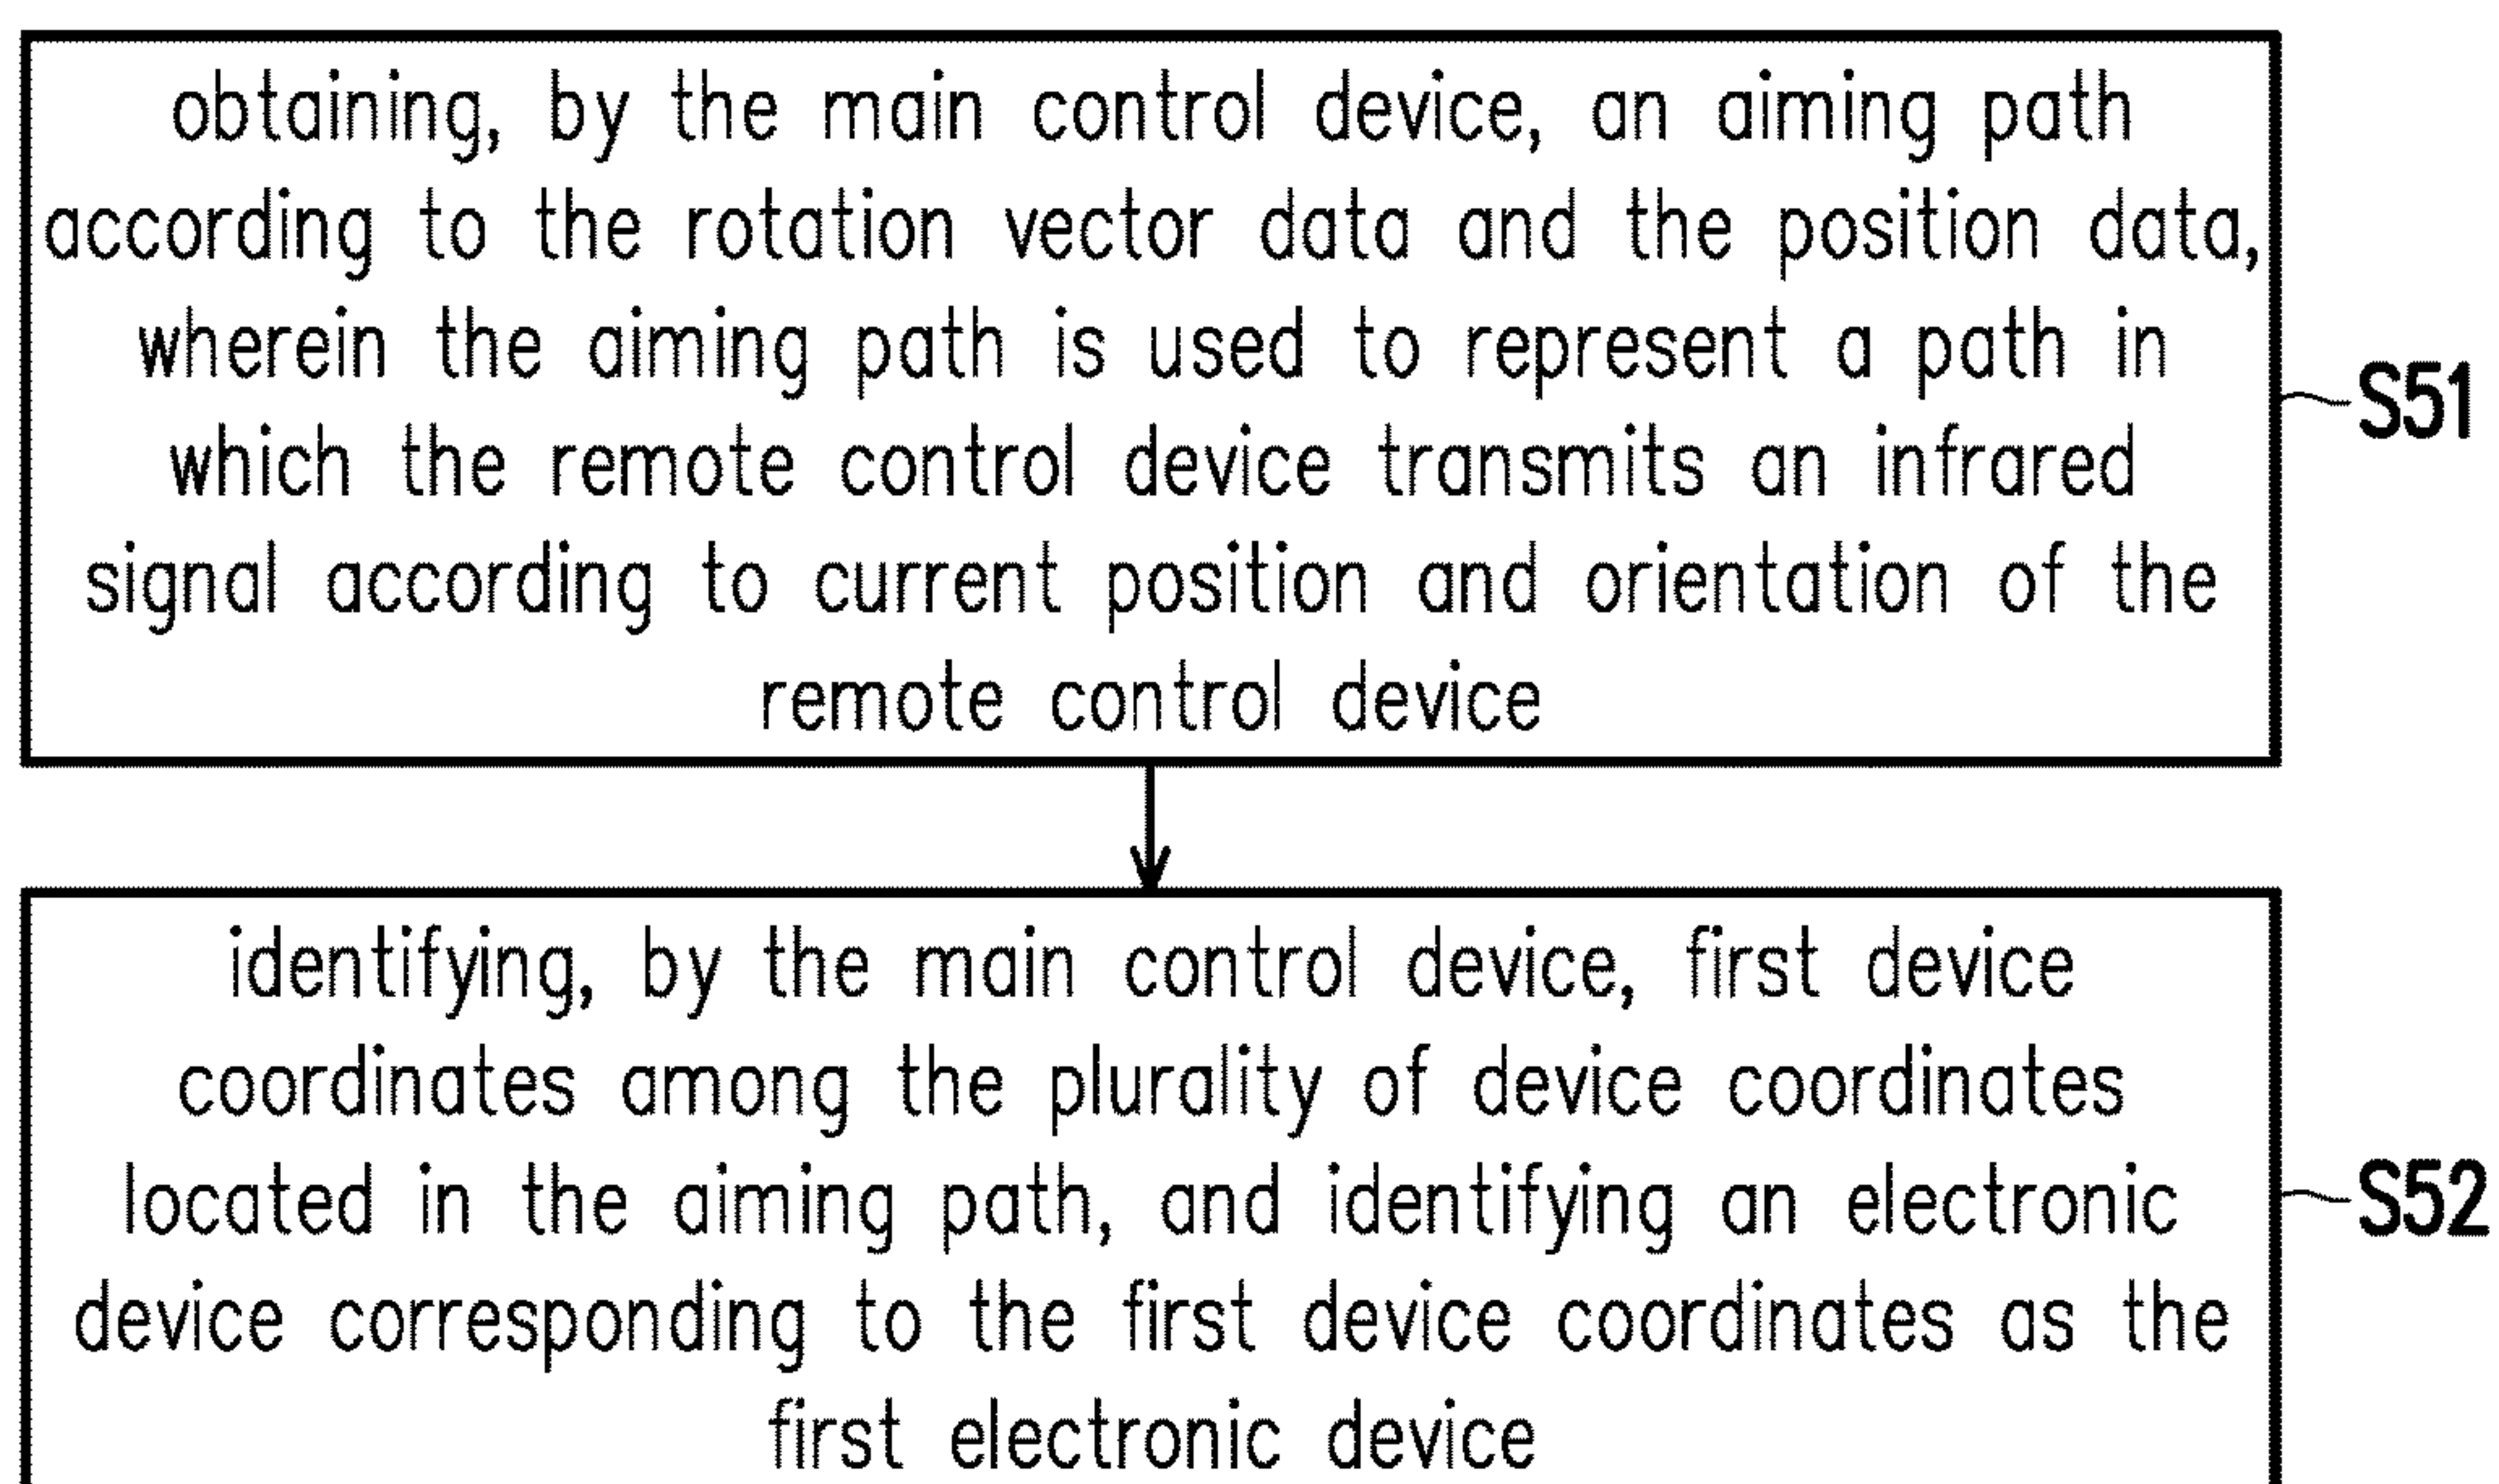 obtaining, by the main control device, an aiming path
according to the rotation vector data and the position data,
wherein the aiming path is used to represent a path in
which the remote control device transmits an infrared
signal according to current position and orientation of the
remote control device
S51
identifying, by the main control device, first device
coordinates among the plurality of device coordinates
located in the aiming path, and identifying an electronic
device corresponding to the first device coordinates as the
first electronic device
S52